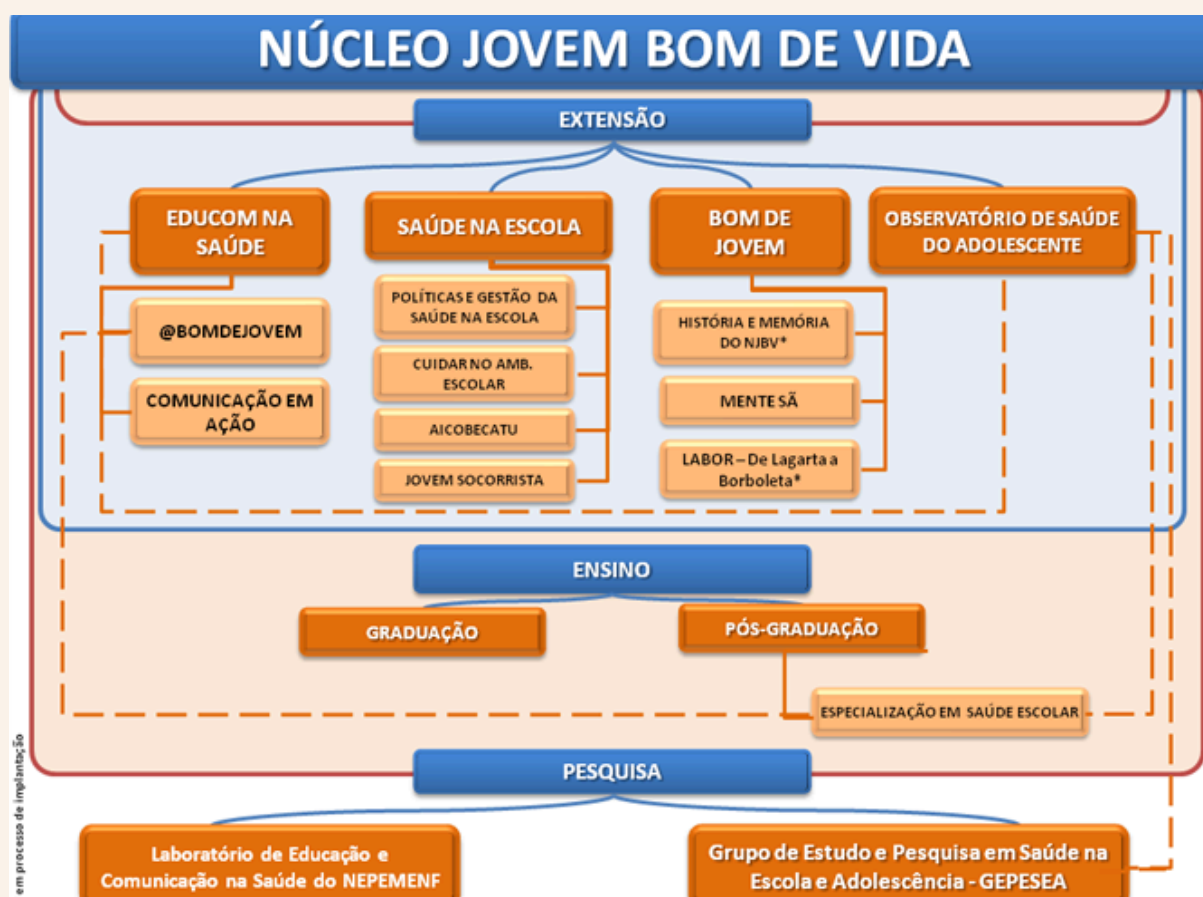 NÚCLEO JOVEM BOM DE VIDA
EXTENSÃO
EDUCOM NA
SAÚDE
@BOMDEJOVEM
COMUNICAÇÃO EM
AÇÃO
SAÚDE NA ESCOLA
POLÍTICAS E GESTÃO DA
SAÚDE NA ESCOLA
CUIDAR NO AMB.
ESCOLAR
AICOBECATU
JOVEM SOCORRISTA
BOM DE
JOVEM
HISTÓRIA E MEMÓRIA
DO NJBV*
MENTE SÃ
LABOR – De Lagarta a
Borboleta*
OBSERVATÓRIO DE SAÚDE
DO ADOLESCENTE
ENSINO
GRADUAÇÃO
PÓS-GRADUAÇÃO
ESPECIALIZAÇÃO EM SAÚDE ESCOLAR
PESQUISA
Laboratório de Educação e
Comunicação na Saúde do NEPEMENF
Grupo de Estudo e Pesquisa em Saúde na
Escola e Adolescência - GEPESEA
em processo de implantação